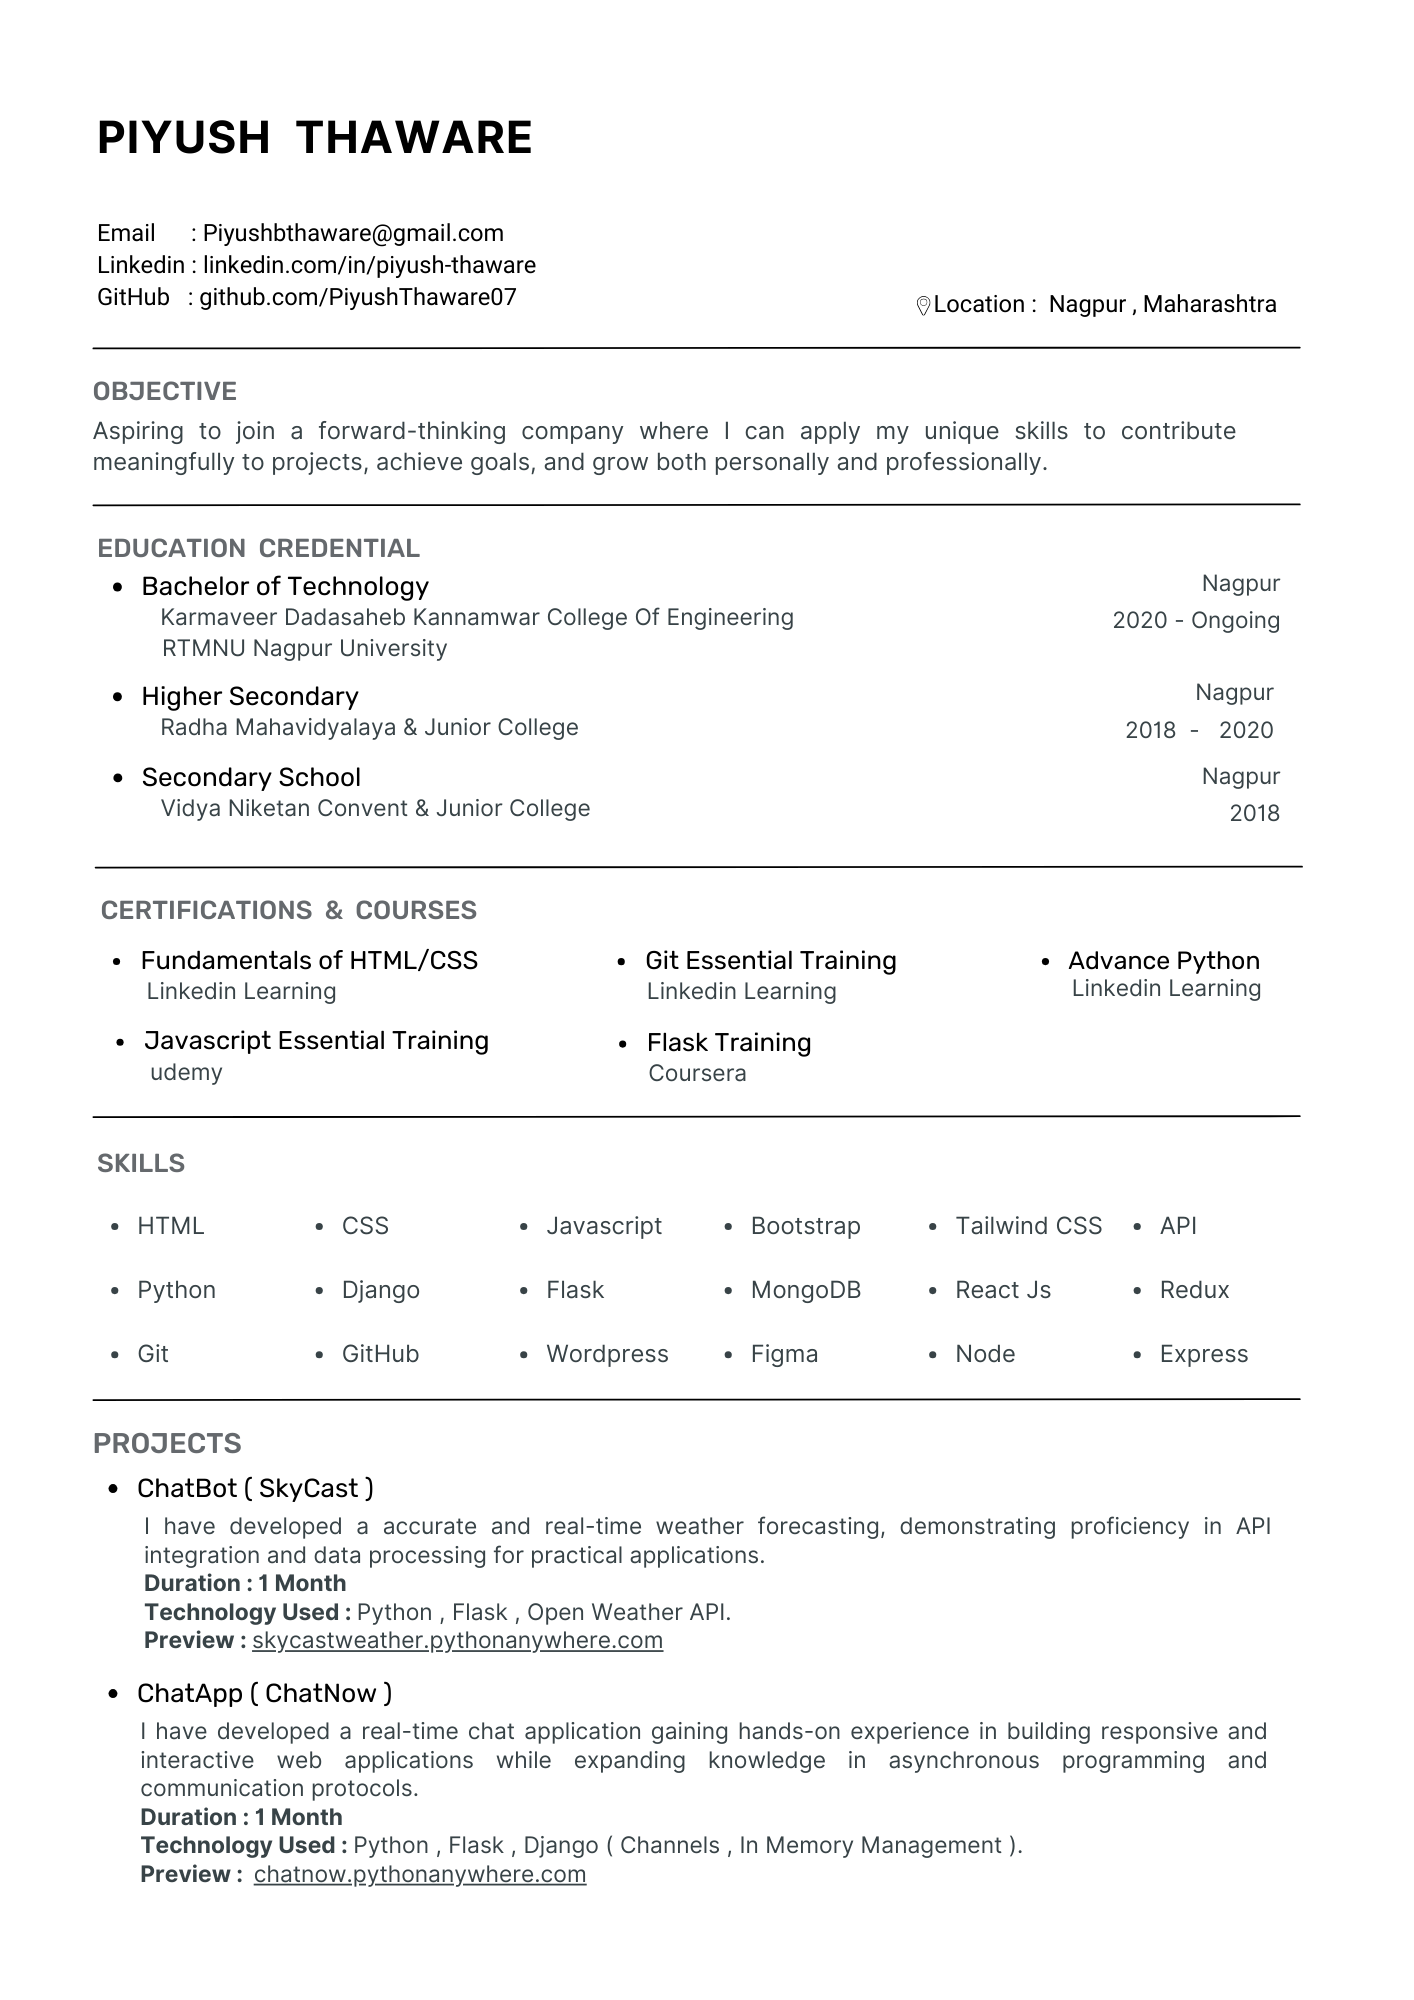 PIYUSH THAWARE
Email : Piyushbthaware@gmail.com
Linkedin : linkedin.com/in/piyush-thaware
GitHub : github.com/PiyushThaware07
Location : Nagpur , Maharashtra
OBJECTIVE
Aspiring to join a forward-thinking company where I can apply my unique skills to contribute
meaningfully to projects, achieve goals, and grow both personally and professionally.
EDUCATION CREDENTIAL
• Bachelor of Technology
Nagpur
Karmaveer Dadasaheb Kannamwar College Of Engineering
2020 - Ongoing
RTMNU Nagpur University
• Higher Secondary
Nagpur
Radha Mahavidyalaya & Junior College
2018 - 2020
• Secondary School
Nagpur
Vidya Niketan Convent & Junior College
2018
CERTIFICATIONS & COURSES
• Fundamentals of HTML/CSS
Linkedin Learning
• Git Essential Training
Linkedin Learning
• Advance Python
Linkedin Learning
• Javascript Essential Training
udemy
• Flask Training
Coursera
SKILLS
• HTML • CSS • Javascript • Bootstrap • Tailwind CSS • API
• Python • Django • Flask • MongoDB • React Js • Redux
• Git • GitHub • Wordpress • Figma • Node • Express
PROJECTS
• ChatBot ( SkyCast )
I have developed a accurate and real-time weather forecasting, demonstrating proficiency in API
integration and data processing for practical applications.
Duration : 1 Month
Technology Used : Python , Flask , Open Weather API.
Preview : skycastweather.pythonanywhere.com
• ChatApp ( ChatNow )
I have developed a real-time chat application gaining hands-on experience in building responsive and
interactive web applications while expanding knowledge in asynchronous programming and
communication protocols.
Duration : 1 Month
Technology Used : Python , Flask , Django ( Channels , In Memory Management ).
Preview : chatnow.pythonanywhere.com